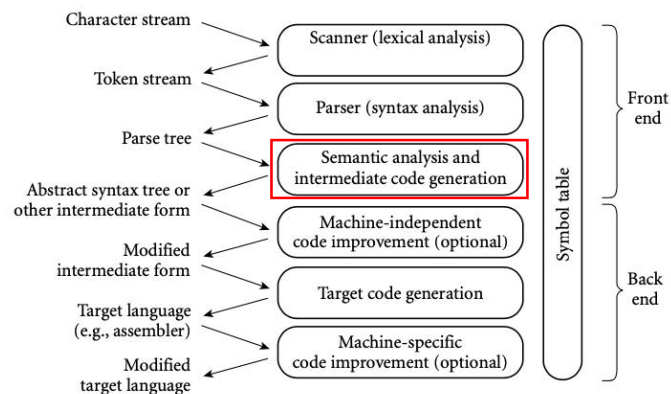 Character stream
Scanner (lexical analysis)
Token stream
Parser (syntax analysis)
Parse tree
Semantic analysis and
intermediate code generation
Abstract syntax tree or
other intermediate form
Machine-independent
code improvement (optional)
Modified
intermediate form
Target code generation
Target language
(e.g., assembler)
Machine-specific
code improvement (optional)
Modified
target language
Symbol table
Front
end
Back
end